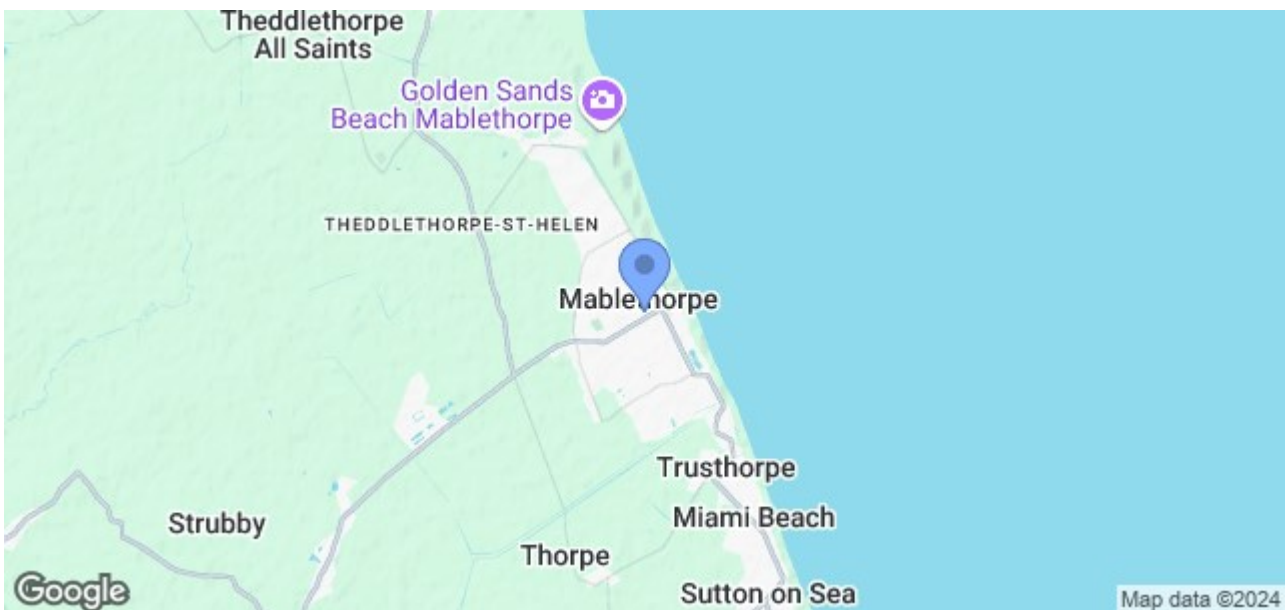 Theddlethorpe
All Saints
Golden Sands
Beach Mablethorpe
THEDDLETHORPE-ST-HELEN
Mablethorpe
Trusthorpe
Miami Beach
Strubby
Thorpe
Sutton on Sea
Google
Map data ©2024